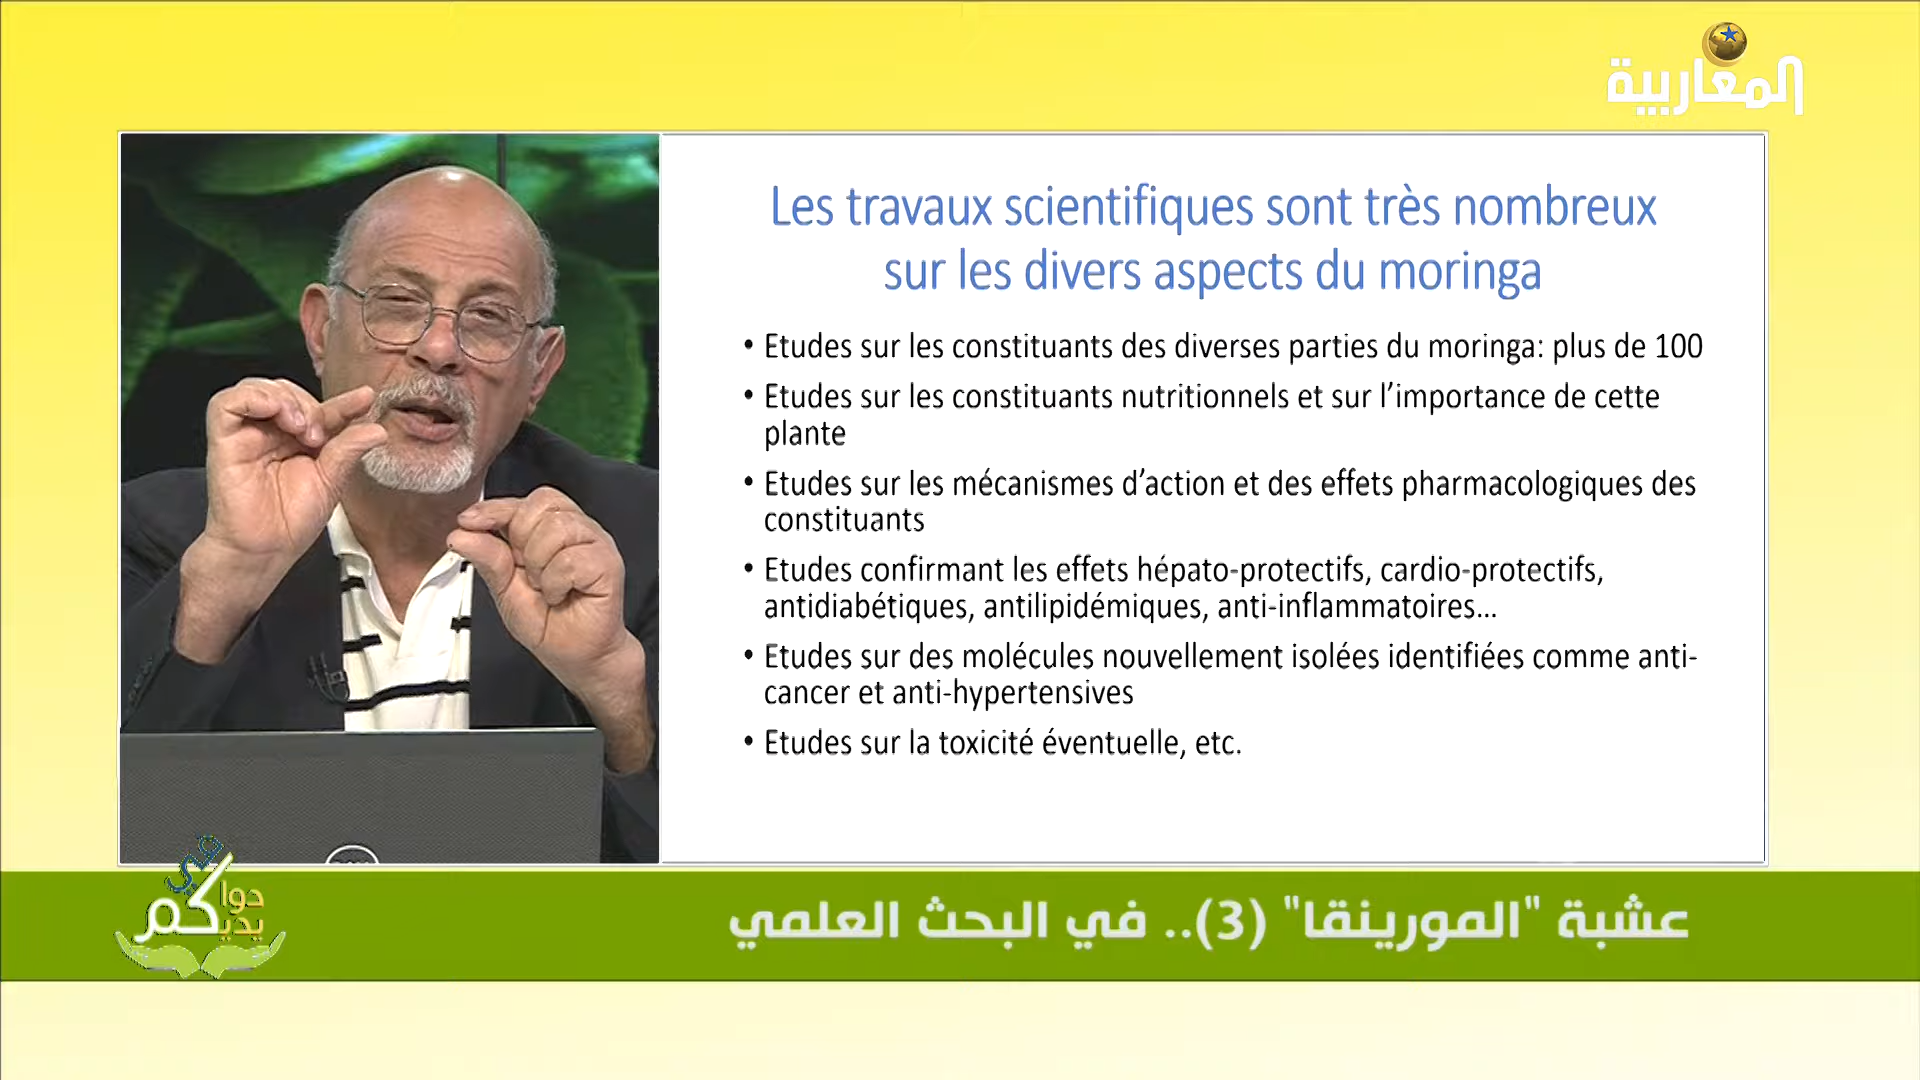 المغاربية
Les travaux scientifiques sont très nombreux
sur les divers aspects du moringa
• Etudes sur les constituants des diverses parties du moringa: plus de 100
• Etudes sur les constituants nutritionnels et sur l’importance de cette
plante
• Etudes sur les mécanismes d’action et des effets pharmacologiques des
constituants
• Etudes confirmant les effets hépato-protectifs, cardio-protectifs,
antidiabétiques, antilipidémiques, anti-inflammatoires…
• Etudes sur des molécules nouvellement isolées identifiées comme anti-
cancer et anti-hypertensives
• Etudes sur la toxicité éventuelle, etc.
دواكم في يديكم
عشبة "المورينقا" (3).. في البحث العلمي